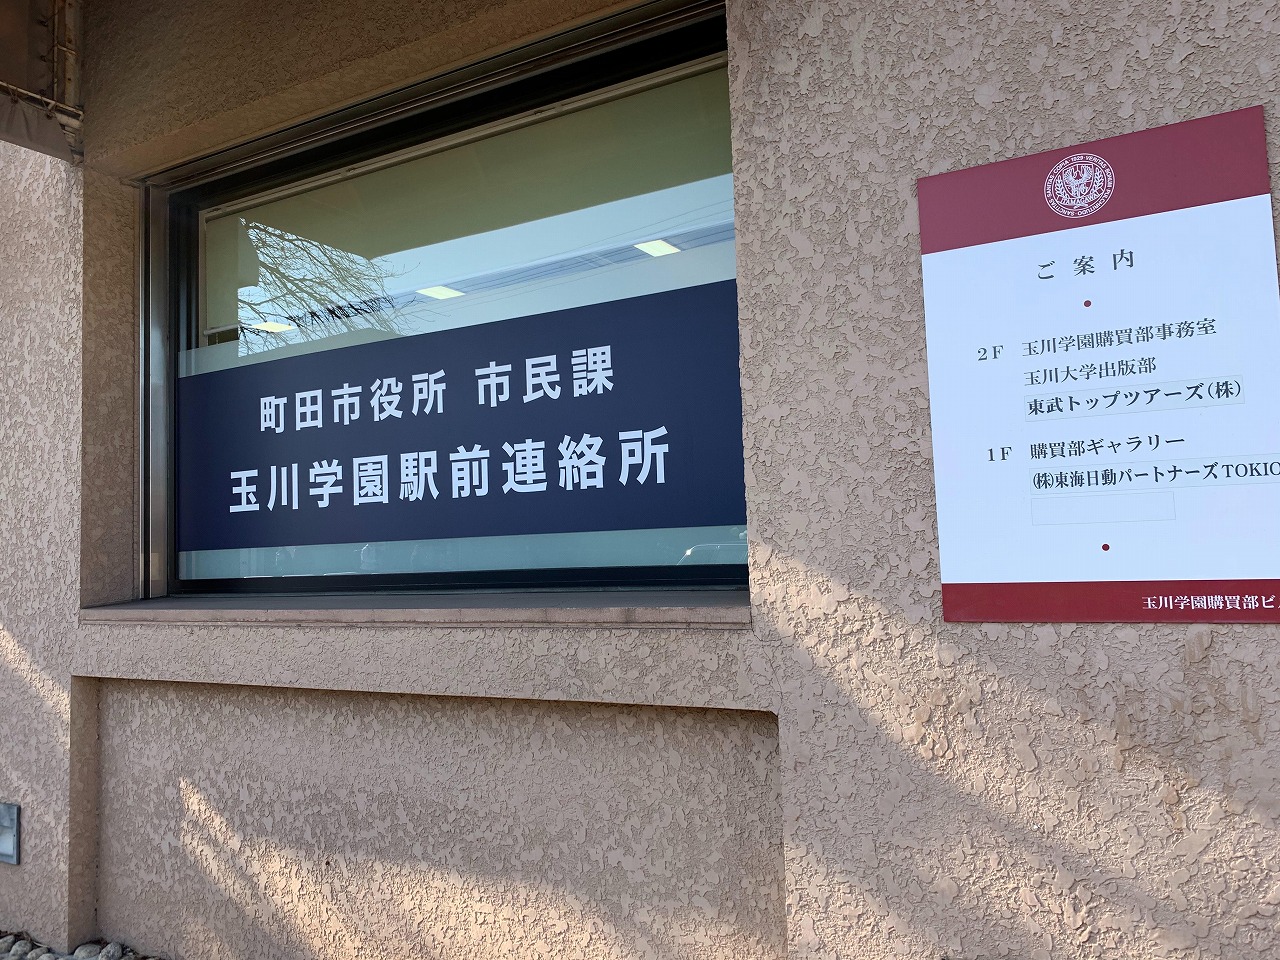 町田市役所 市民課
玉川学園駅前連絡所
TAMAGAWA
ご案内
2F 玉川学園購買部事務室
玉川大学出版部
東武トップツアーズ(株)
1F 購買部ギャラリー
(株)東海日動パートナーズTOKIO
玉川学園購買部ビ